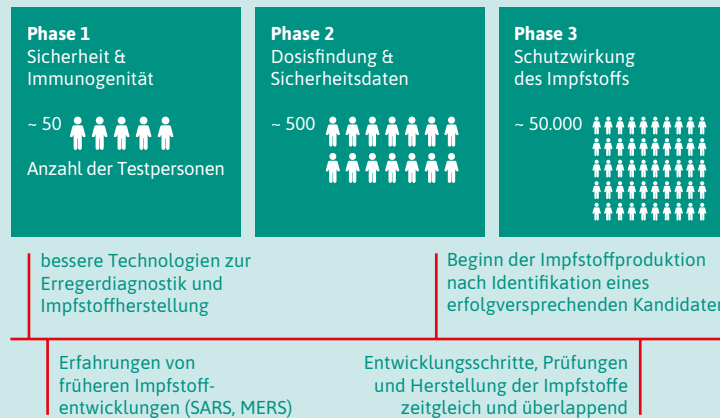 Phase 1
Sicherheit &
Immunogenität
~ 50
Anzahl der Testpersonen
Phase 2
Dosisfindung &
Sicherheitsdaten
~ 500
Phase 3
Schutzwirkung
des Impfstoffs
~ 50.000
bessere Technologien zur
Erregerdiagnostik und
Impfstoffherstellung
Beginn der Impfstoffproduktion
nach Identifikation eines
erfolgversprechenden Kandidaten
Erfahrungen von
früheren Impfstoff-
entwicklungen (SARS, MERS)
Entwicklungsschritte, Prüfungen
und Herstellung der Impfstoffe
zeitgleich und überlappend